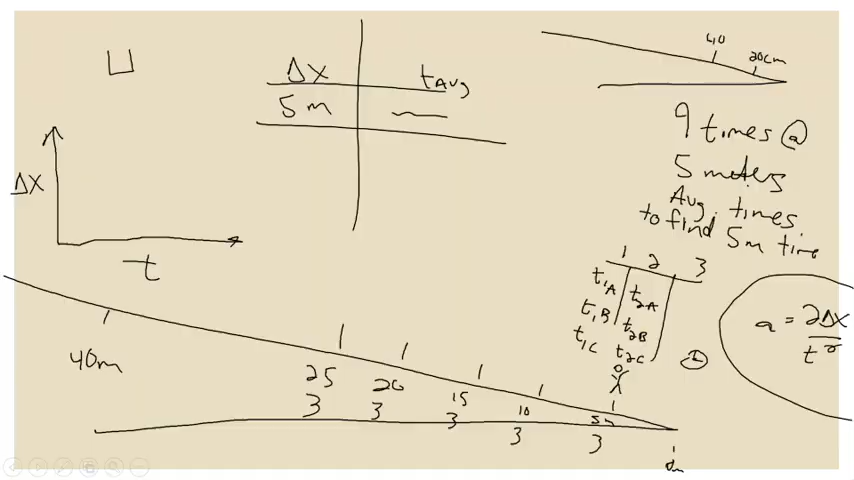 40
20cm
ΔX
t Avg
5 m
9 times @
5 meters
Avg. times
to find
5m time
ΔX
t
1 2 3
t1A t2A
t1B t2B
t1C t2C
a = 2ΔX
t²
40m
25
20
15
10
5m
3
3
3
3
3